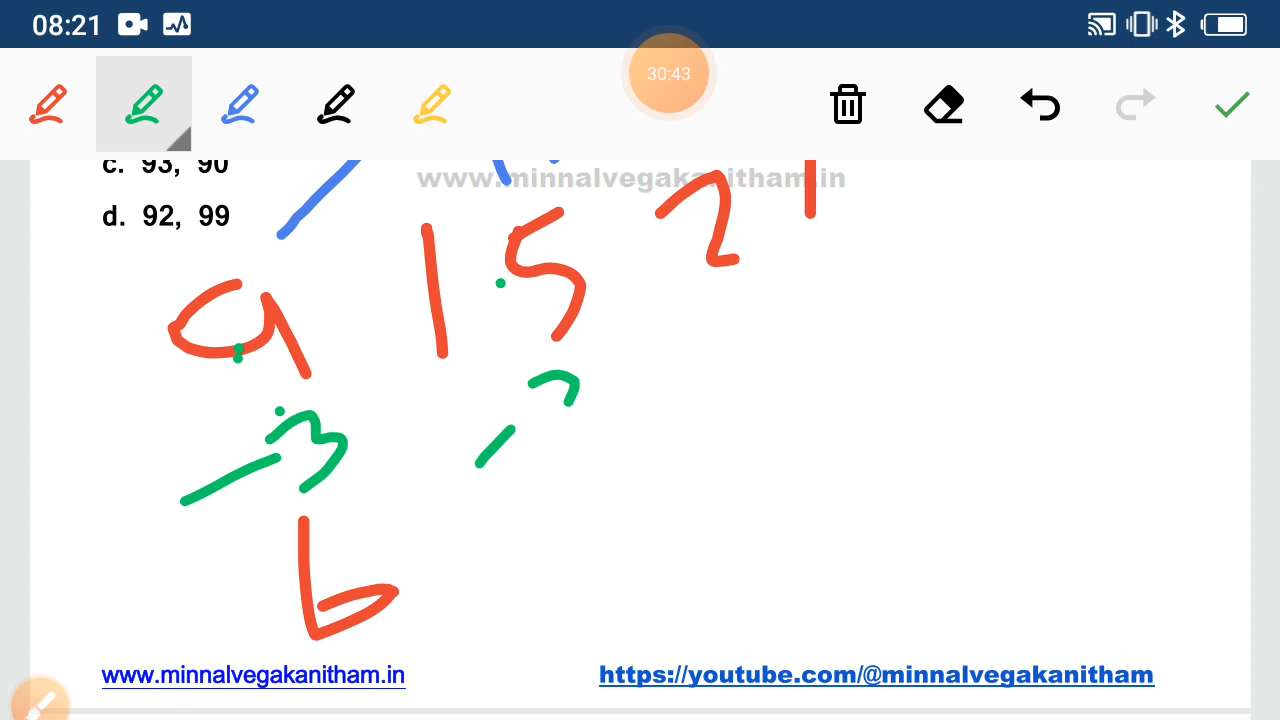 08:21
30:43
c. 93, 90
www.minnalvegakanitham.in
d. 92, 99
9 15 21
- 3 -
6
www.minnalvegakanitham.in https://youtube.com/@minnalvegakanitham